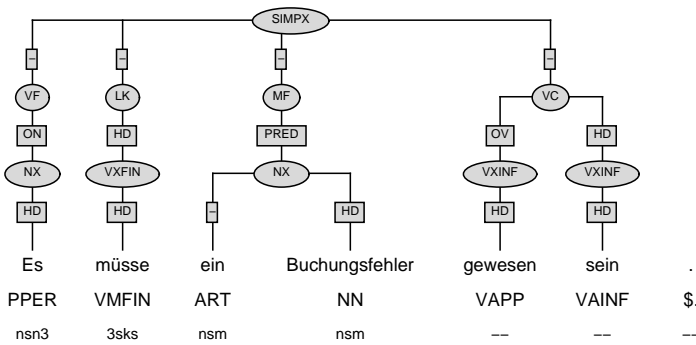 SIMPX
– – – –
VF LK MF VC
ON HD PRED OV HD
NX VXFIN NX VXINF VXINF
HD HD – HD HD HD
Es müsse ein Buchungsfehler gewesen sein .
PPER VMFIN ART NN VAPP VAINF $.
nsn3 3sks nsm nsm –– –– ––